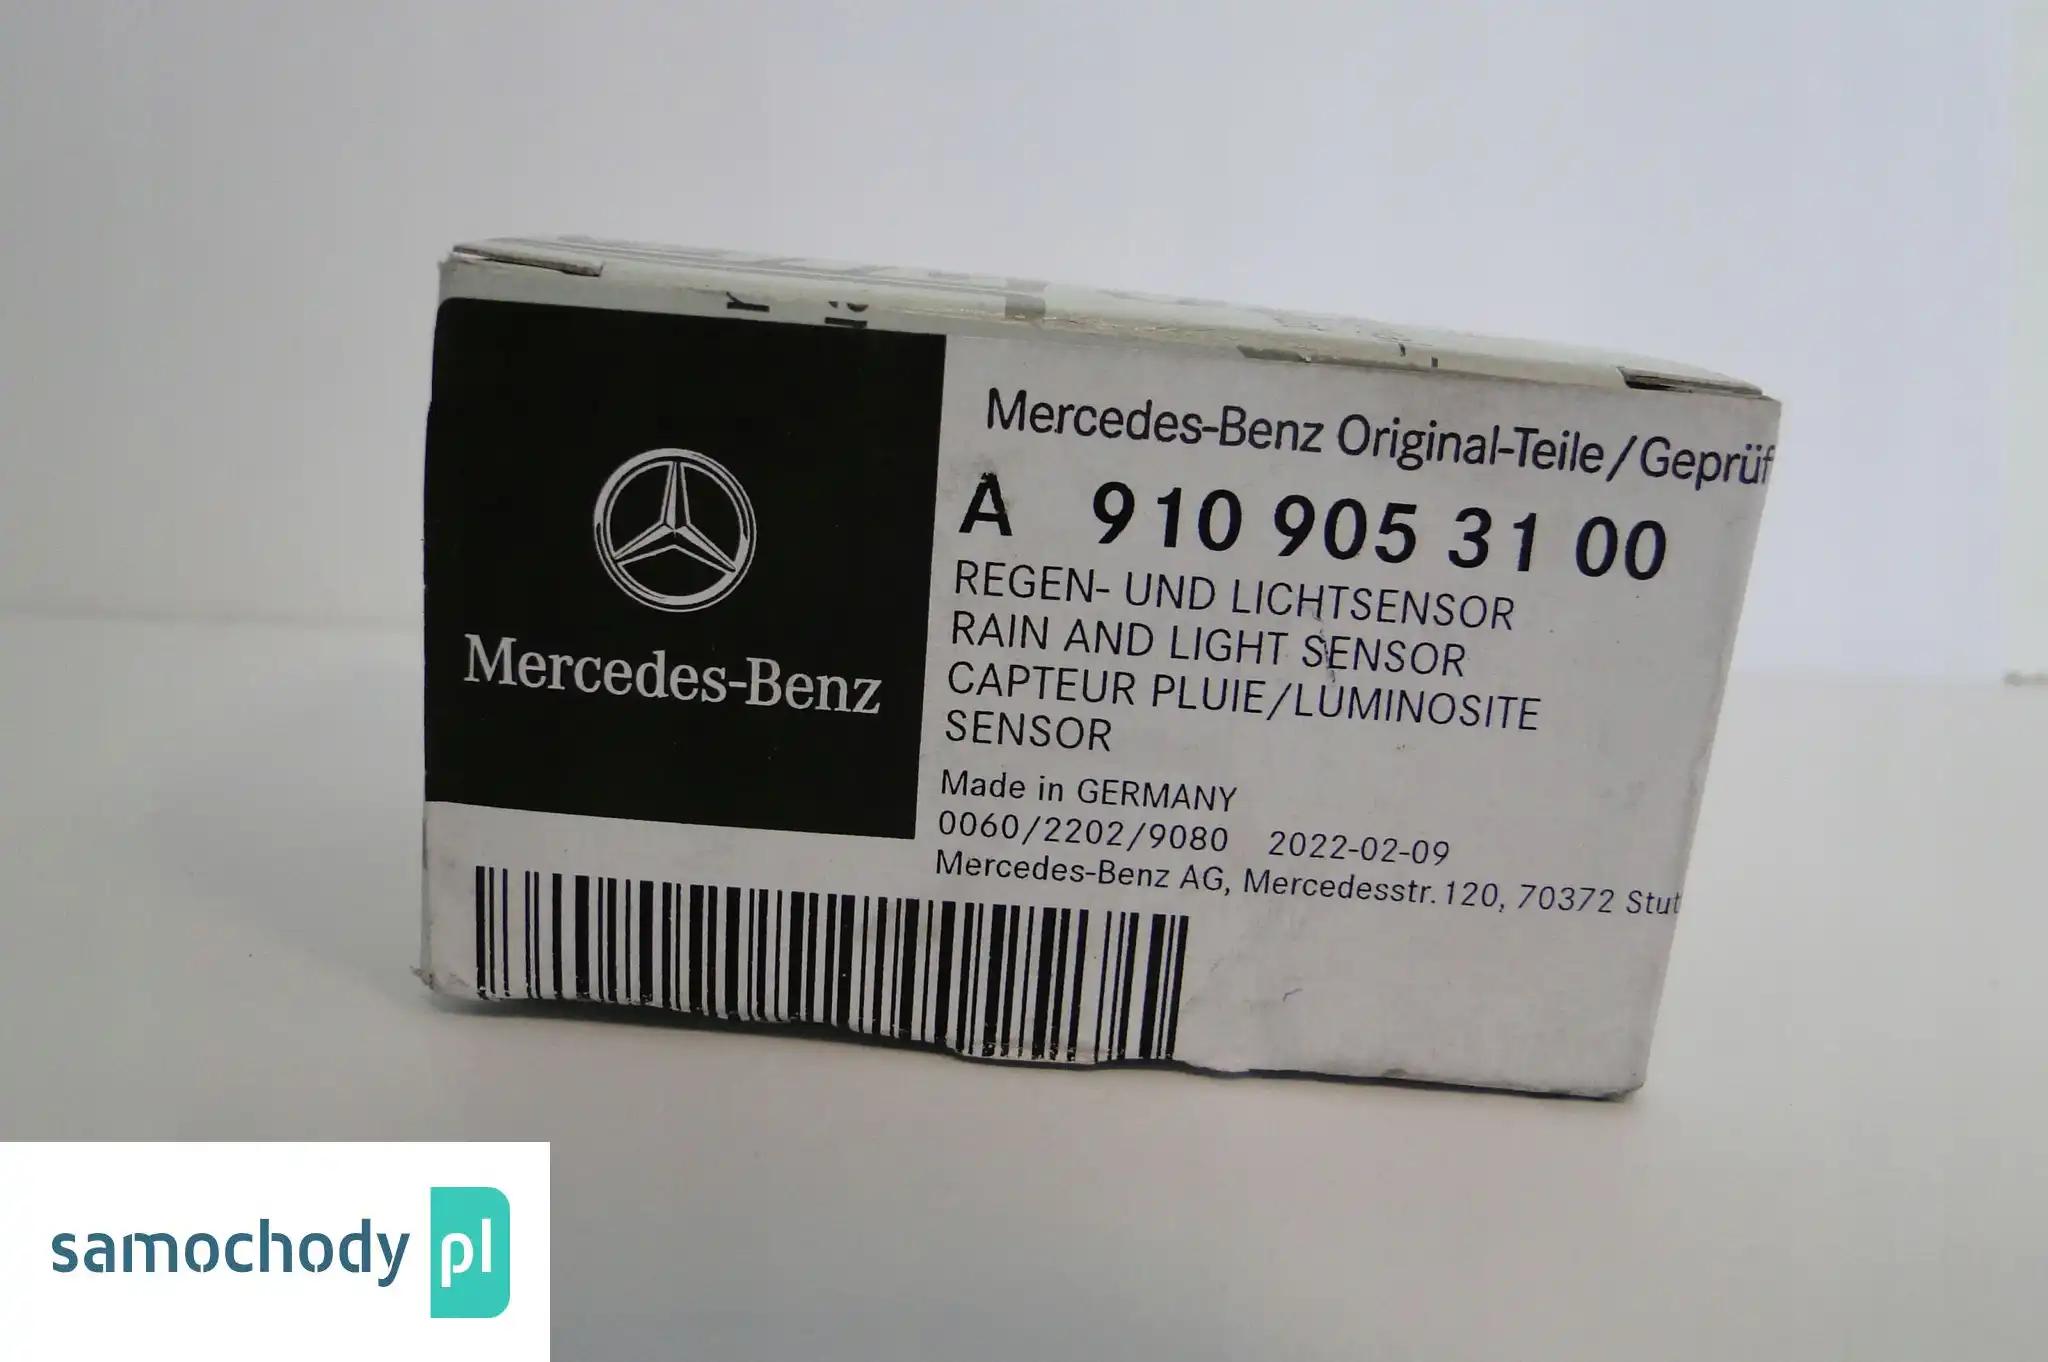 Mercedes-Benz
Mercedes-Benz Original-Teile/Geprüf
A 910 905 31 00
REGEN- UND LICHTSENSOR
RAIN AND LIGHT SENSOR
CAPTEUR PLUIE/LUMINOSITE
SENSOR
Made in GERMANY
0060/2202/9080 2022-02-09
Mercedes-Benz AG, Mercedesstr. 120, 70372 Stut
samochody pl